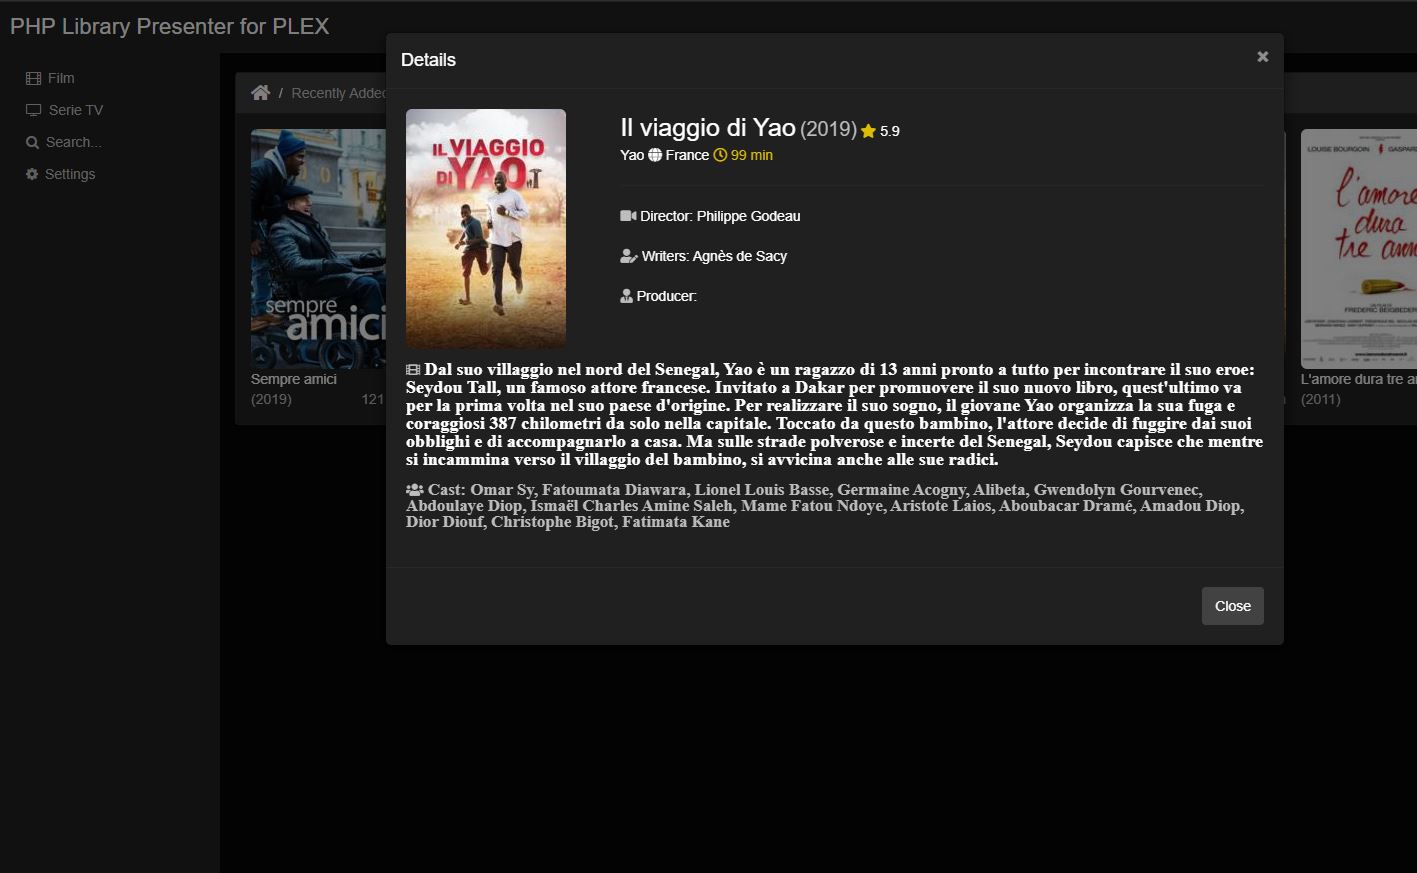 PHP Library Presenter for PLEX
Film
Serie TV
Search...
Settings
/ Recently Added
sempre
amici
Sempre amici
(2019) 121
Details
×
IL VIAGGIO
DI YAO
Il viaggio di Yao (2019) 5.9
Yao France 99 min
Director: Philippe Godeau
Writers: Agnès de Sacy
Producer:
Dal suo villaggio nel nord del Senegal, Yao è un ragazzo di 13 anni pronto a tutto per incontrare il suo eroe:
Seydou Tall, un famoso attore francese. Invitato a Dakar per promuovere il suo nuovo libro, quest'ultimo va
per la prima volta nel suo paese d'origine. Per realizzare il suo sogno, il giovane Yao organizza la sua fuga e
coraggiosi 387 chilometri da solo nella capitale. Toccato da questo bambino, l'attore decide di fuggire dai suoi
obblighi e di accompagnarlo a casa. Ma sulle strade polverose e incerte del Senegal, Seydou capisce che mentre
si incammina verso il villaggio del bambino, si avvicina anche alle sue radici.
Cast: Omar Sy, Fatoumata Diawara, Lionel Louis Basse, Germaine Acogny, Alibeta, Gwendolyn Gourvenec,
Abdoulaye Diop, Ismaël Charles Amine Saleh, Mame Fatou Ndoye, Aristote Laios, Aboubacar Dramé, Amadou Diop,
Dior Diouf, Christophe Bigot, Fatimata Kane
Close
LOUISE BOURGOIN GASPAR
l'amore
dura
tre ann
UN FILM DI
FREDERIC BEIGBEDER
L'amore dura tre an
(2011)